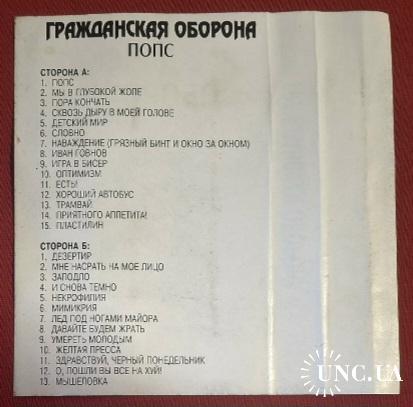 ГРАЖДАНСКАЯ ОБОРОНА
ПОПС
СТОРОНА А:
1. ПОПС
2. МЫ В ГЛУБОКОЙ ЖОПЕ
3. ПОРА КОНЧАТЬ
4. СКВОЗЬ ДЫРУ В МОЕЙ ГОЛОВЕ
5. ДЕТСКИЙ МИР
6. СЛОВНО
7. НАВАЖДЕНИЕ (ГРЯЗНЫЙ БИНТ И ОКНО ЗА ОКНОМ)
8. ИВАН ГОВНОВ
9. ИГРА В БИСЕР
10. ОПТИМИЗМ
11. ЕСТЬ!
12. ХОРОШИЙ АВТОБУС
13. ТРАМВАЙ
14. ПРИЯТНОГО АППЕТИТА!
15. ПЛАСТИЛИН
СТОРОНА Б:
1. ДЕЗЕРТИР
2. МНЕ НАСРАТЬ НА МОЕ ЛИЦО
3. ЗАПОДЛО
4. И СНОВА ТЕМНО
5. НЕКРОФИЛИЯ
6. МИМИКРИЯ
7. ЛЕД ПОД НОГАМИ МАЙОРА
8. ДАВАЙТЕ БУДЕМ ЖРАТЬ
9. УМЕРЕТЬ МОЛОДЫМ
10. ЖЕЛТАЯ ПРЕССА
11. ЗДРАВСТВУЙ, ЧЕРНЫЙ ПОНЕДЕЛЬНИК
12. О, ПОШЛИ ВЫ ВСЕ НА ХУЙ!
13. МЫШЕЛОВКА
UNC.UA